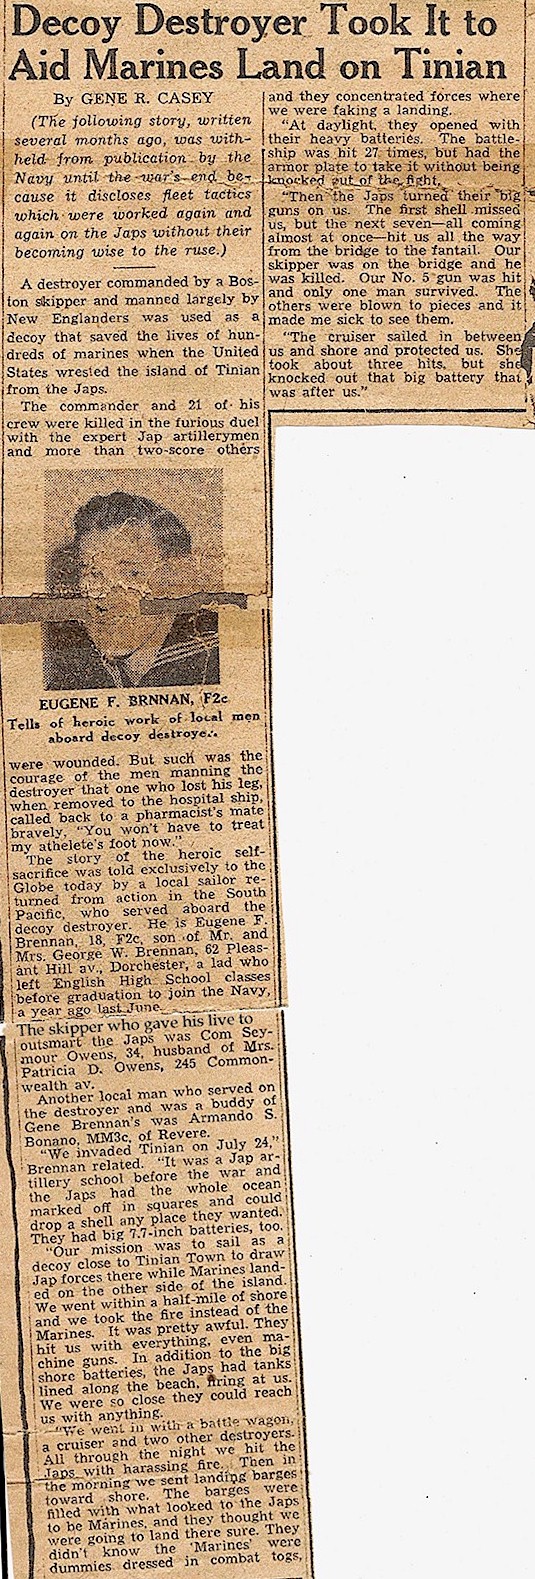 Decoy Destroyer Took It to
Aid Marines Land on Tinian
By GENE R. CASEY
(The following story, written
several months ago, was with-
held from publication by the
Navy until the war's end be-
cause it discloses fleet tactics
which were worked again and
again on the Japs without their
becoming wise to the ruse.)
A destroyer commanded by a Bos-
ton skipper and manned largely by
New Englanders was used as a
decoy that saved the lives of hun-
dreds of marines when the United
States wrested the island of Tinian
from the Japs.
The commander and 21 of his
crew were killed in the furious duel
with the expert Jap artillerymen
and more than two-score others
EUGENE F. BRNNAN, F2c
Tells of heroic work of local men
aboard decoy destroyer.
were wounded. But such was the
courage of the men manning the
destroyer that one who lost his leg,
when removed to the hospital ship,
called back to a pharmacist's mate
bravely, "You won't have to treat
my athelete's foot now."
The story of the heroic self-
sacrifice was told exclusively to the
Globe today by a local sailor re-
turned from action in the South
Pacific, who served aboard the
decoy destroyer. He is Eugene F.
Brennan, 18, F2c, son of Mr. and
Mrs. George W. Brennan, 62 Pleas-
ant Hill av., Dorchester, a lad who
left English High School classes
before graduation to join the Navy,
a year ago last June.
The skipper who gave his live to
outsmart the Japs was Com Sey-
mour Owens, 34, husband of Mrs.
Patricia D. Owens, 245 Common-
wealth av.
Another local man who served on
the destroyer and was a buddy of
Gene Brennan's was Armando S.
Bonano, MM3c, of Revere.
"We invaded Tinian on July 24,"
Brennan related. "It was a Jap ar-
tillery school before the war and
the Japs had the whole ocean
marked off in squares and could
drop a shell any place they wanted.
They had big 7.7-inch batteries, too.
"Our mission was to sail as a
decoy close to Tinian Town to draw
Jap forces there while Marines land-
ed on the other side of the island.
We went within a half-mile of shore
and we took the fire instead of the
Marines. It was pretty awful. They
hit us with everything, even ma-
chine guns. In addition to the big
shore batteries, the Japs had tanks
lined along the beach, firing at us.
We were so close they could reach
us with anything.
"We went in with a battle wagon,
a cruiser and two other destroyers.
All through the night we hit the
Japs with harassing fire. Then in
the morning we sent landing barges
toward shore. The barges were
filled with what looked to the Japs
to be Marines, and they thought we
were going to land there sure. They
didn't know the 'Marines' were
dummies dressed in combat togs,
and they concentrated forces where
we were faking a landing.
"At daylight, they opened with
their heavy batteries. The battle-
ship was hit 27 times, but had the
armor plate to take it without being
knocked out of the fight.
"Then the Japs turned their big
guns on us. The first shell missed
us, but the next seven—all coming
almost at once—hit us all the way
from the bridge to the fantail. Our
skipper was on the bridge and he
was killed. Our No. 5 gun was hit
and only one man survived. The
others were blown to pieces and it
made me sick to see them.
"The cruiser sailed in between
us and shore and protected us. She
took about three hits, but she
knocked out that big battery that
was after us."